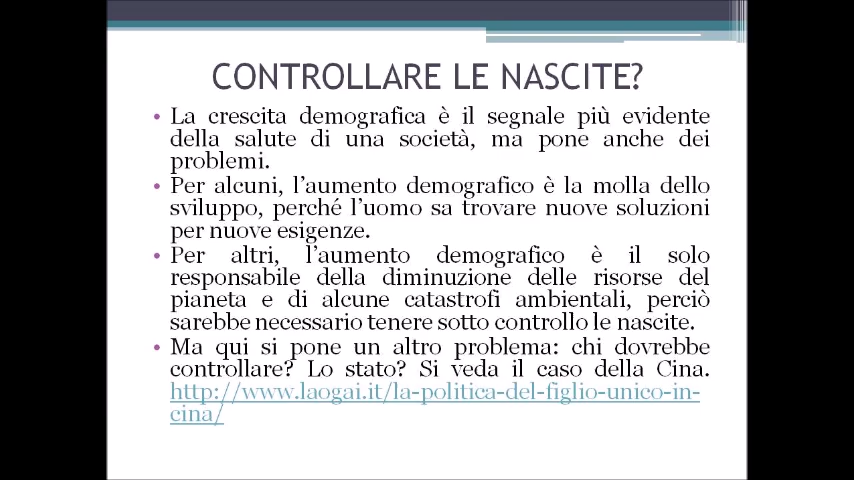 CONTROLLARE LE NASCITE?
• La crescita demografica è il segnale più evidente
della salute di una società, ma pone anche dei
problemi.
• Per alcuni, l'aumento demografico è la molla dello
sviluppo, perché l'uomo sa trovare nuove soluzioni
per nuove esigenze.
• Per altri, l'aumento demografico è il solo
responsabile della diminuzione delle risorse del
pianeta e di alcune catastrofi ambientali, perciò
sarebbe necessario tenere sotto controllo le nascite.
• Ma qui si pone un altro problema: chi dovrebbe
controllare? Lo stato? Si veda il caso della Cina.
http://www.laogai.it/la-politica-del-figlio-unico-in-
cina/